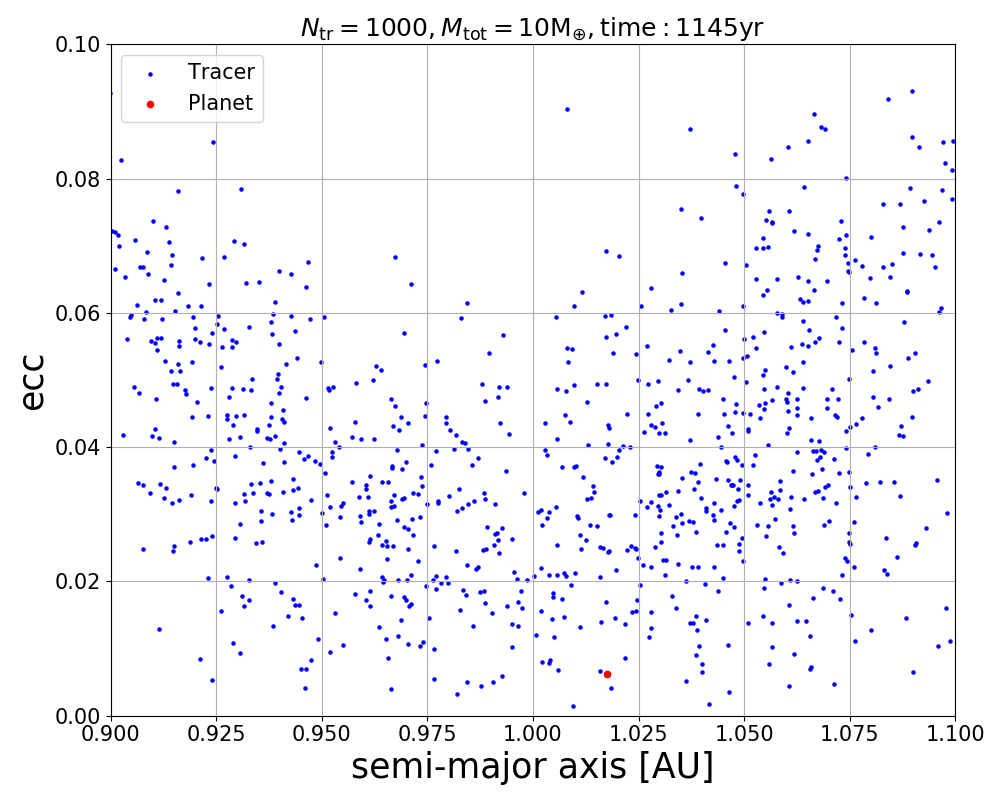 N_tr = 1000, M_tot = 10M_⊕, time : 1145yr
Tracer
Planet
0.10
0.08
0.06
0.04
0.02
0.00
ecc
0.900 0.925 0.950 0.975 1.000 1.025 1.050 1.075 1.100
semi-major axis [AU]